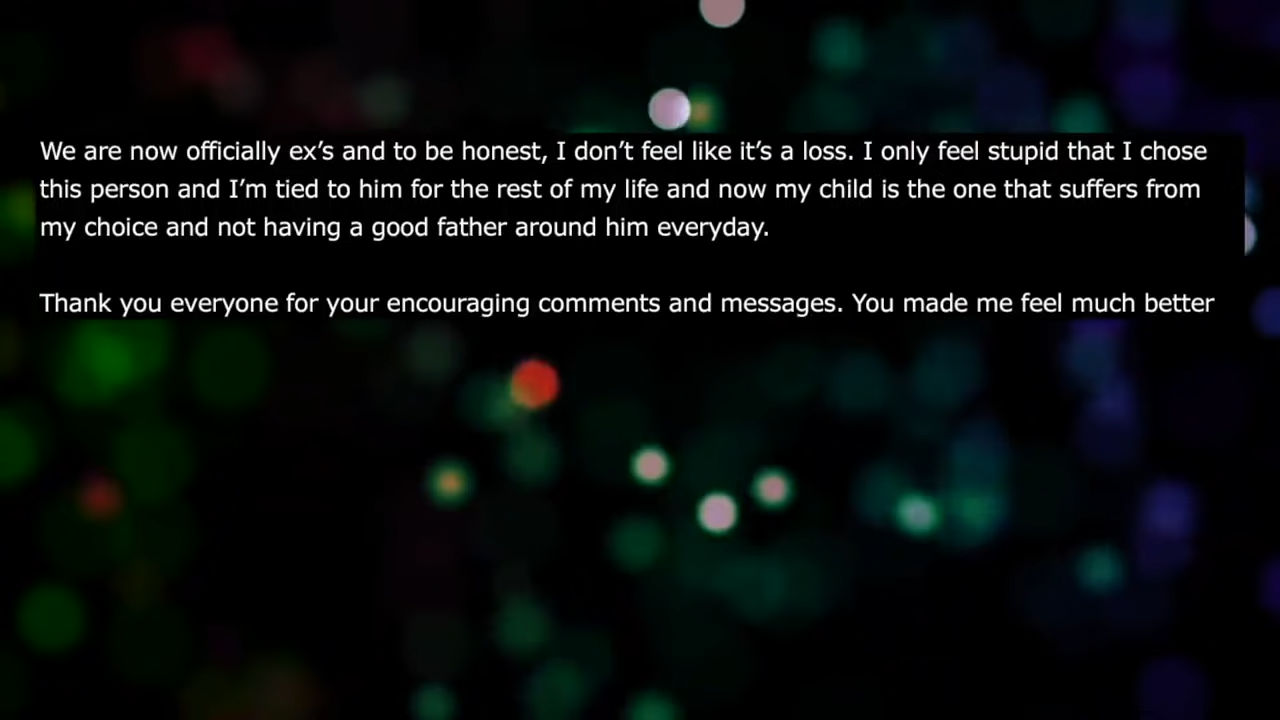 We are now officially ex’s and to be honest, I don’t feel like it’s a loss. I only feel stupid that I chose
this person and I’m tied to him for the rest of my life and now my child is the one that suffers from
my choice and not having a good father around him everyday.
Thank you everyone for your encouraging comments and messages. You made me feel much better